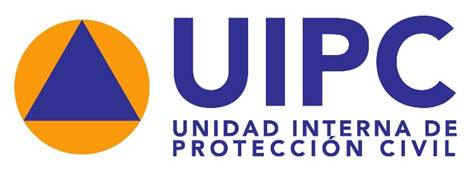 UIPC
UNIDAD INTERNA DE
PROTECCIÓN CIVIL